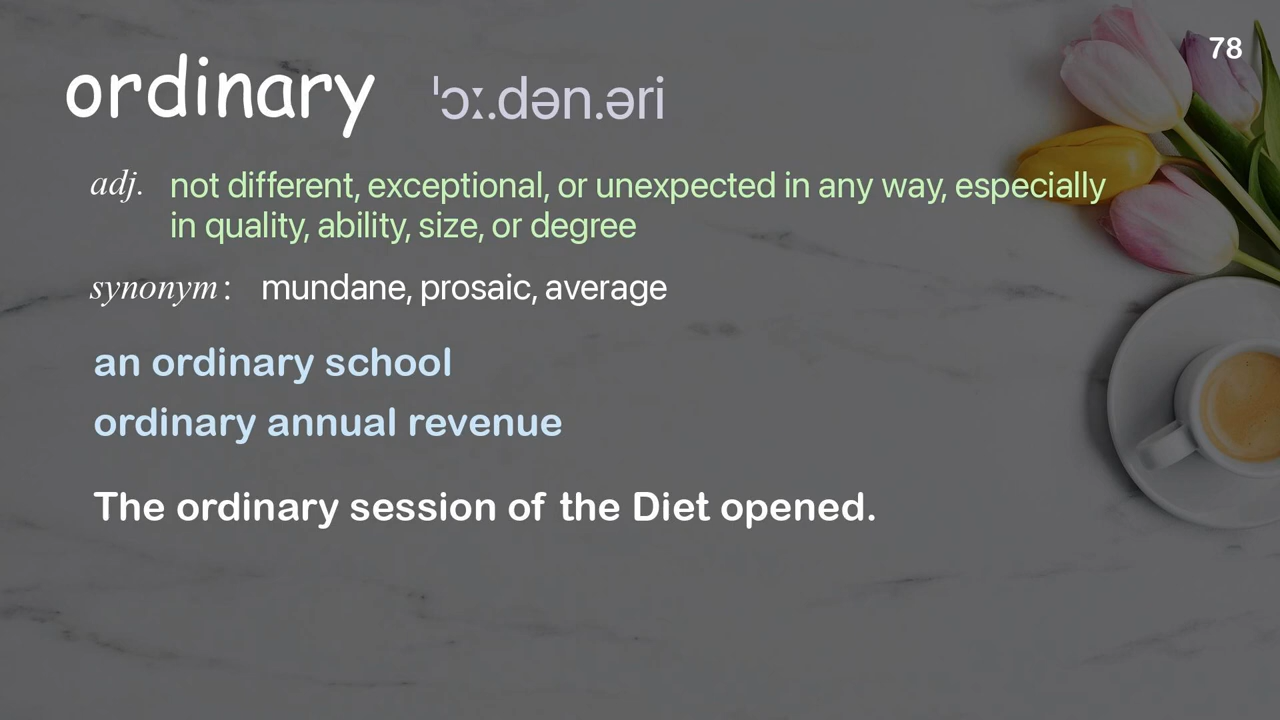 78
ordinary ˈɔː.dən.əri
adj. not different, exceptional, or unexpected in any way, especially
in quality, ability, size, or degree
synonym: mundane, prosaic, average
an ordinary school
ordinary annual revenue
The ordinary session of the Diet opened.